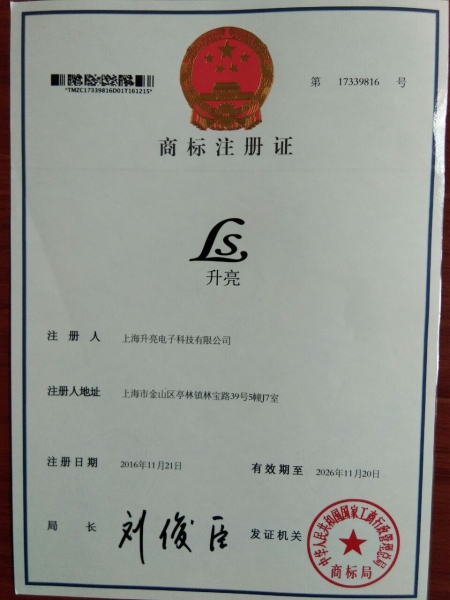 *TMZC17339816D01T161215*
第 17339816 号
商标注册证
Ls
升亮
注 册 人 上海升亮电子科技有限公司
注册人地址 上海市金山区亭林镇林宝路39号5幢J7室
注册日期 2016年11月21日 有效期至 2026年11月20日
局 长 刘俊臣 发证机关
中华人民共和国国家工商行政管理总局
商标局